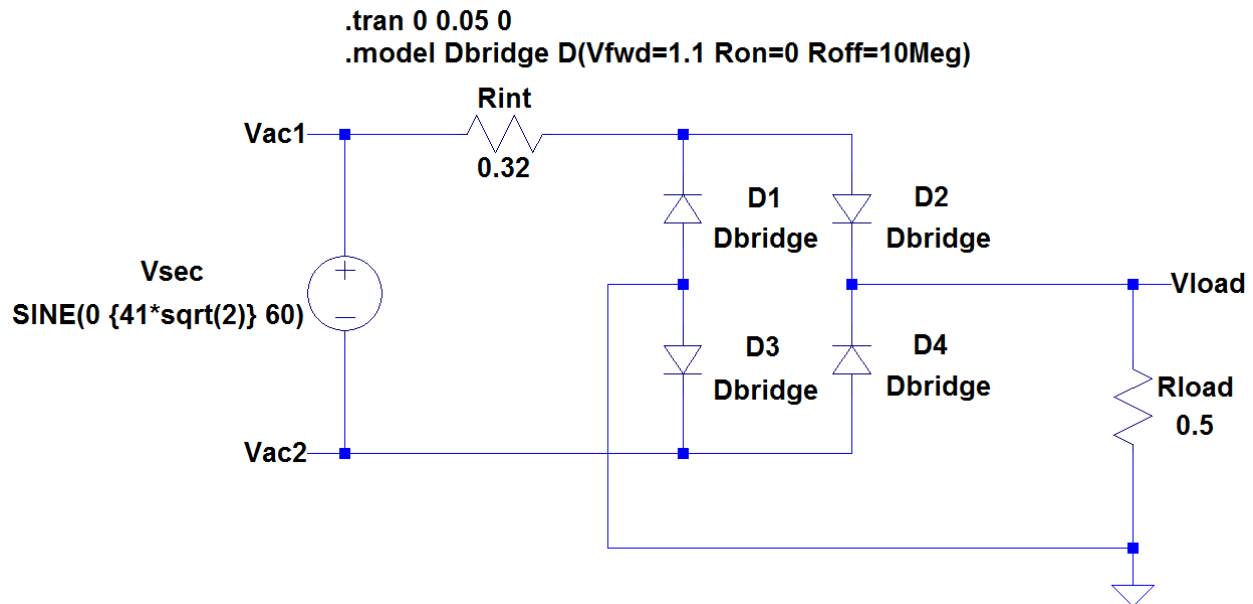 .tran 0 0.05 0
.model Dbridge D(Vfwd=1.1 Ron=0 Roff=10Meg)
Rint
Vac1
0.32
D1
Dbridge
D2
Dbridge
Vsec
SINE(0 {41*sqrt(2)} 60)
Vload
D3
Dbridge
D4
Dbridge
Rload
0.5
Vac2